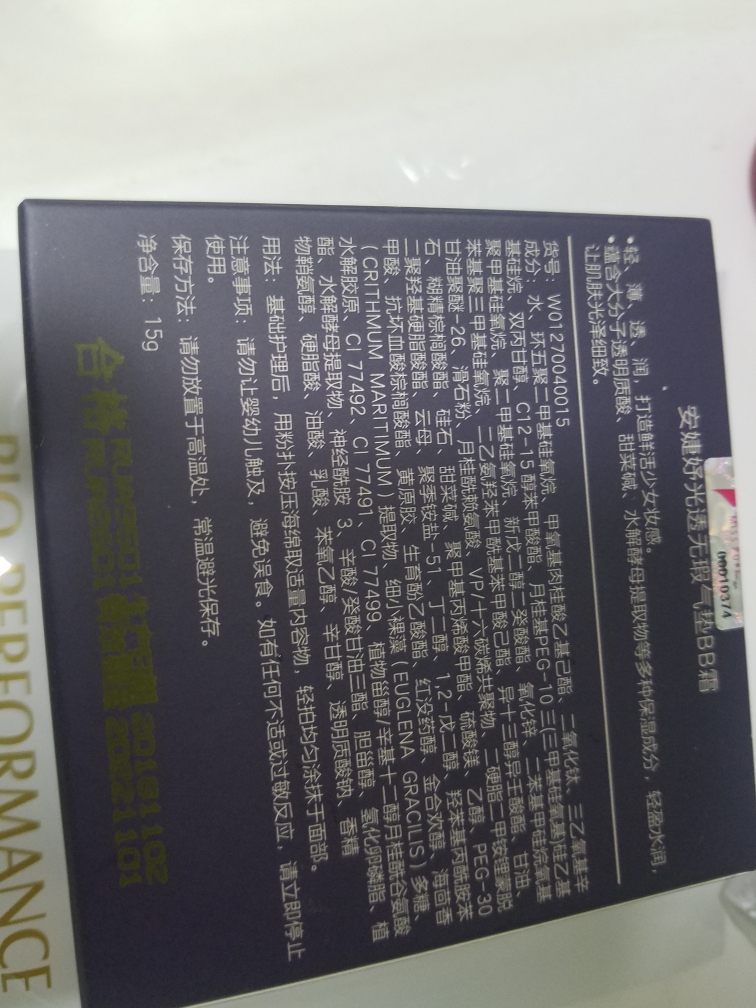 安婕妤光透无瑕气垫BB霜
06010374
•轻、薄、透、润，打造鲜活少女妆感。
•蕴含大分子透明质酸、甜菜碱、水解酵母提取物等多种保湿成分，轻盈水润，
让肌肤光泽细致。
货号：W01270040015
成分：水、环五聚二甲基硅氧烷、甲氧基肉桂酸乙基己酯、二氧化钛、三乙氧基辛
基硅烷、双丙甘醇、C12-15醇苯甲酸酯、月桂基PEG-10三(三甲基硅氧基)硅乙基
聚甲基硅氧烷、聚二甲基硅氧烷、新戊二醇二癸酸酯、氧化锌、二苯基甲硅烷氧基
苯基聚三甲基硅氧烷、二乙氨羟苯甲酰基苯甲酸己酯、异十三醇异壬酸酯、甘油、
甘油聚醚-26、滑石粉、月桂酰赖氨酸、VP/十六碳烯共聚物、二硬脂二甲铵锂蒙脱
石、糊精棕榈酸酯、硅石、甜菜碱、聚甲基丙烯酸甲酯、硫酸镁、乙醇、PEG-30
二聚羟基硬脂酸酯、云母、聚季铵盐-51、丁二醇、1,2-戊二醇、羟苯基丙酰胺苯
甲酸、抗坏血酸棕榈酸酯、黄原胶、生育酚乙酸酯、红没药醇、金合欢醇、海茴香
（CRITHMUM MARITIMUM）提取物、细小裸藻（EUGLENA GRACILIS）多糖、
水解胶原、CI 77492、CI 77491、CI 77499、植物甾醇/辛基十二醇月桂酰谷氨酸
酯、水解酵母提取物、神经酰胺 3、辛酸/癸酸甘油三酯、胆甾醇、氢化卵磷脂、植
物鞘氨醇、硬脂酸、油酸、乳酸、苯氧乙醇、辛甘醇、透明质酸钠、香精
用法：基础护理后，用粉扑按压海绵取适量内容物，轻拍均匀涂抹于面部。
注意事项：请勿让婴幼儿触及，避免误食。如有任何不适或过敏反应，请立即停止
使用。
保存方法：请勿放置于高温处，常温避光保存。
净含量：15g
合格
20181102
20221101
BIO PERFORMANCE